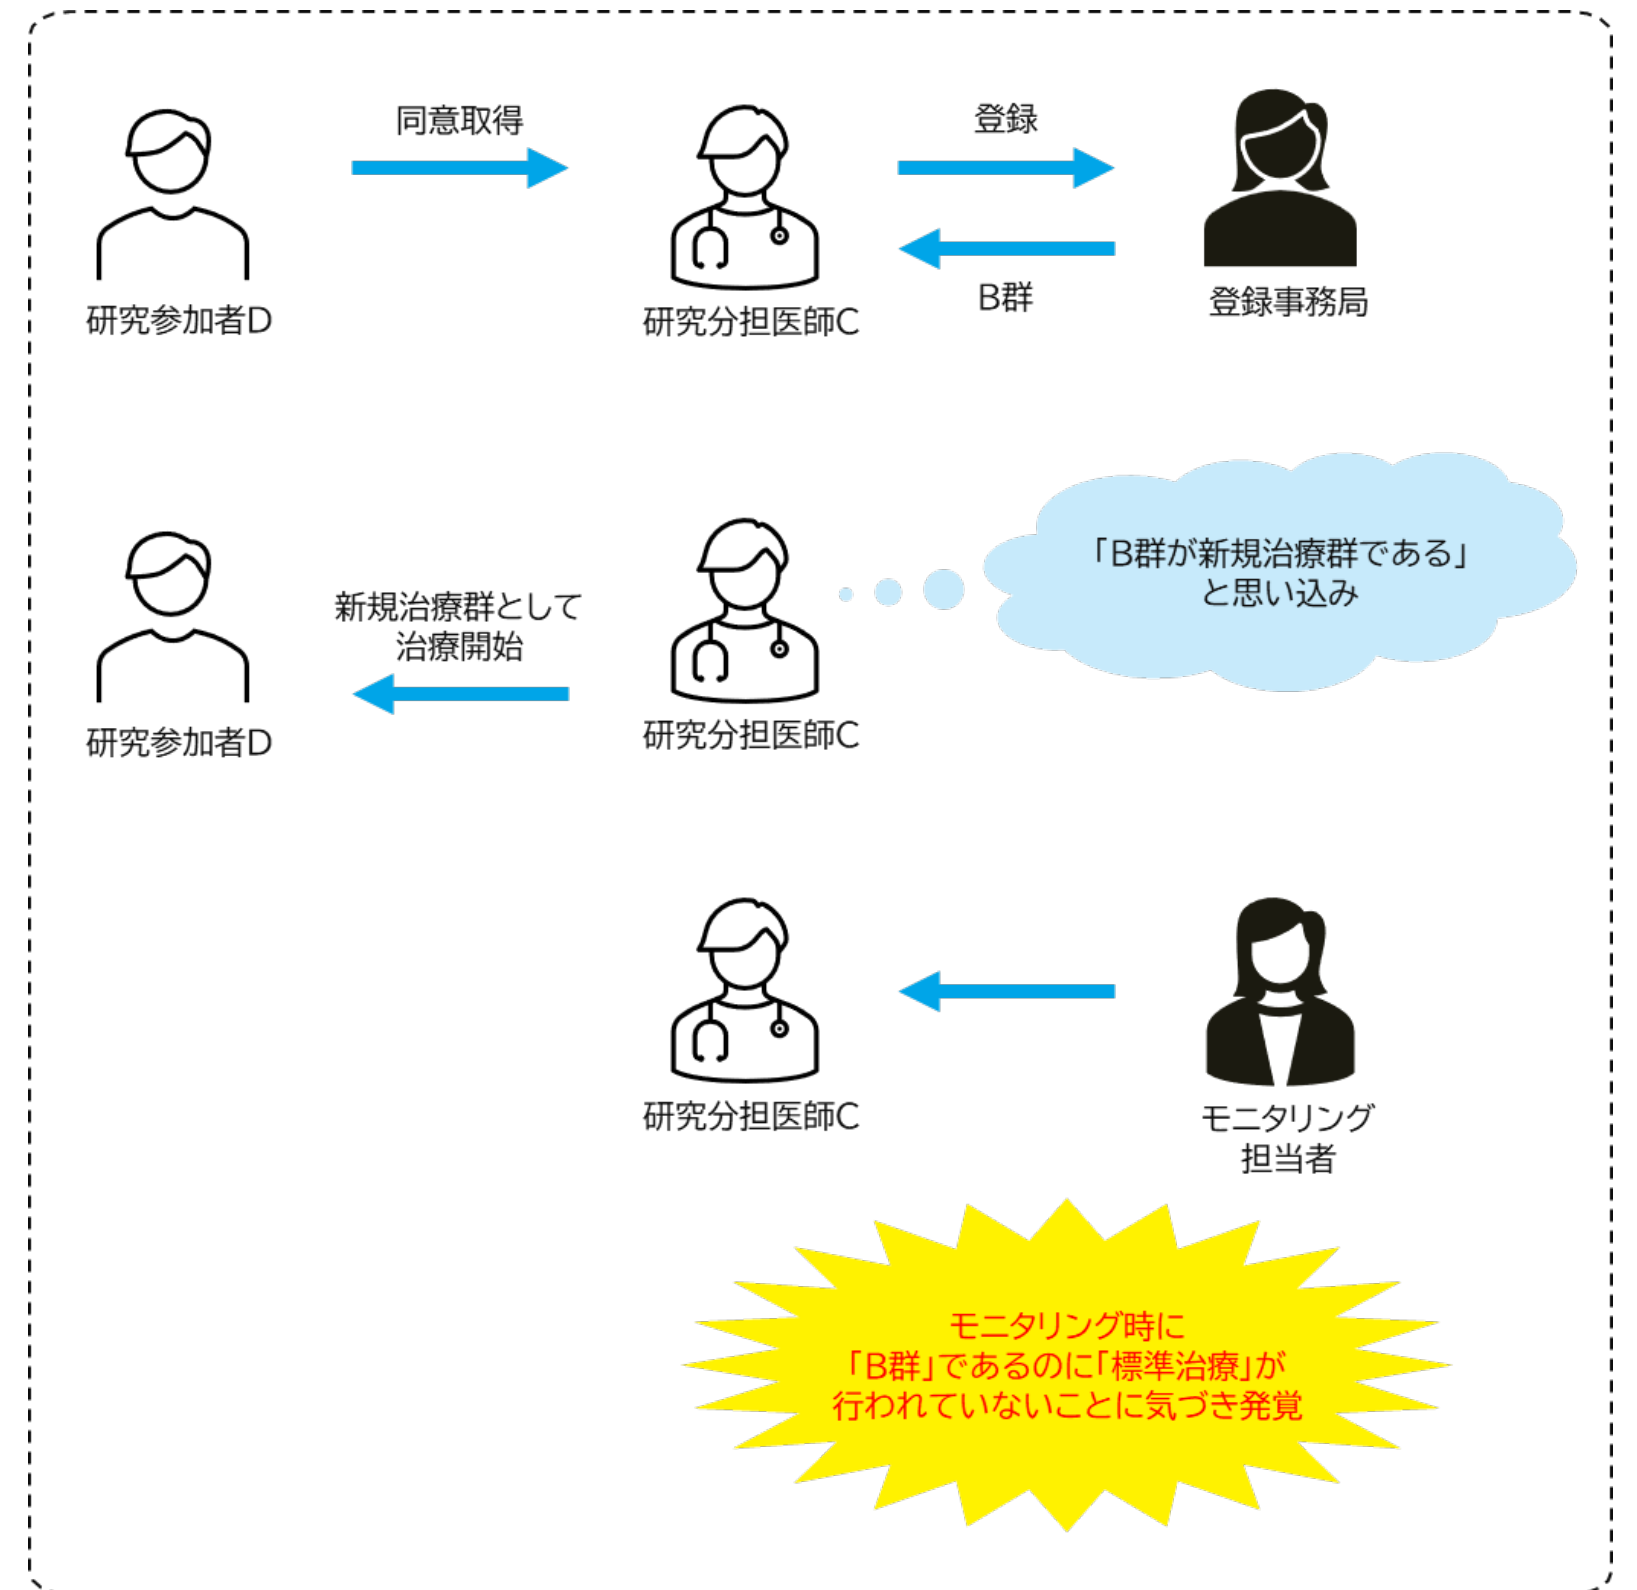 同意取得
登録
B群
研究参加者D
研究分担医師C
登録事務局
「B群が新規治療群である」
と思い込み
新規治療群として
治療開始
研究参加者D
研究分担医師C
研究分担医師C
モニタリング
担当者
モニタリング時に
「B群」であるのに「標準治療」が
行われていないことに気づき発覚